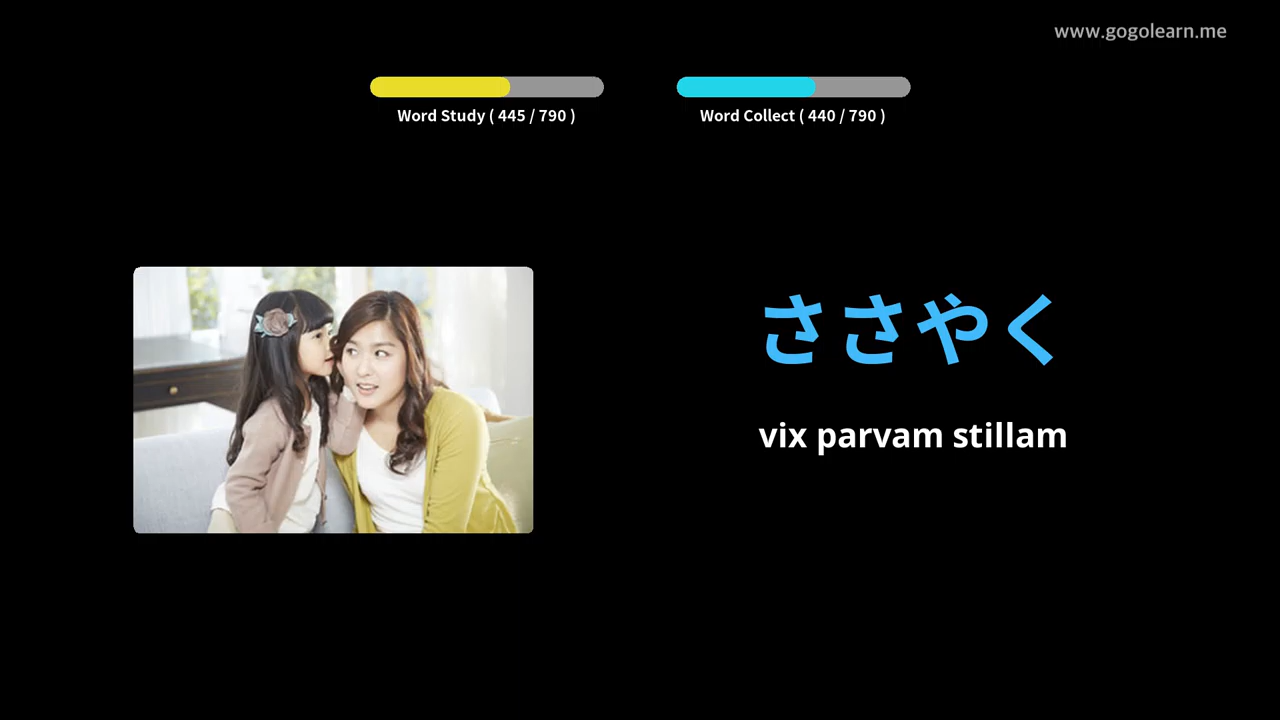 www.gogolearn.me
Word Study ( 445 / 790 )
Word Collect ( 440 / 790 )
ささやく
vix parvam stillam